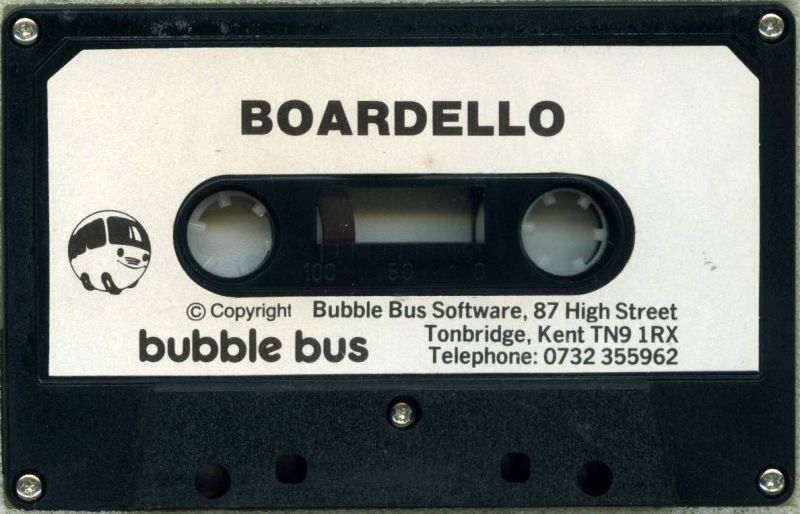 BOARDELLO
100 50 0
© Copyright Bubble Bus Software, 87 High Street
bubble bus Tonbridge, Kent TN9 1RX
Telephone: 0732 355962